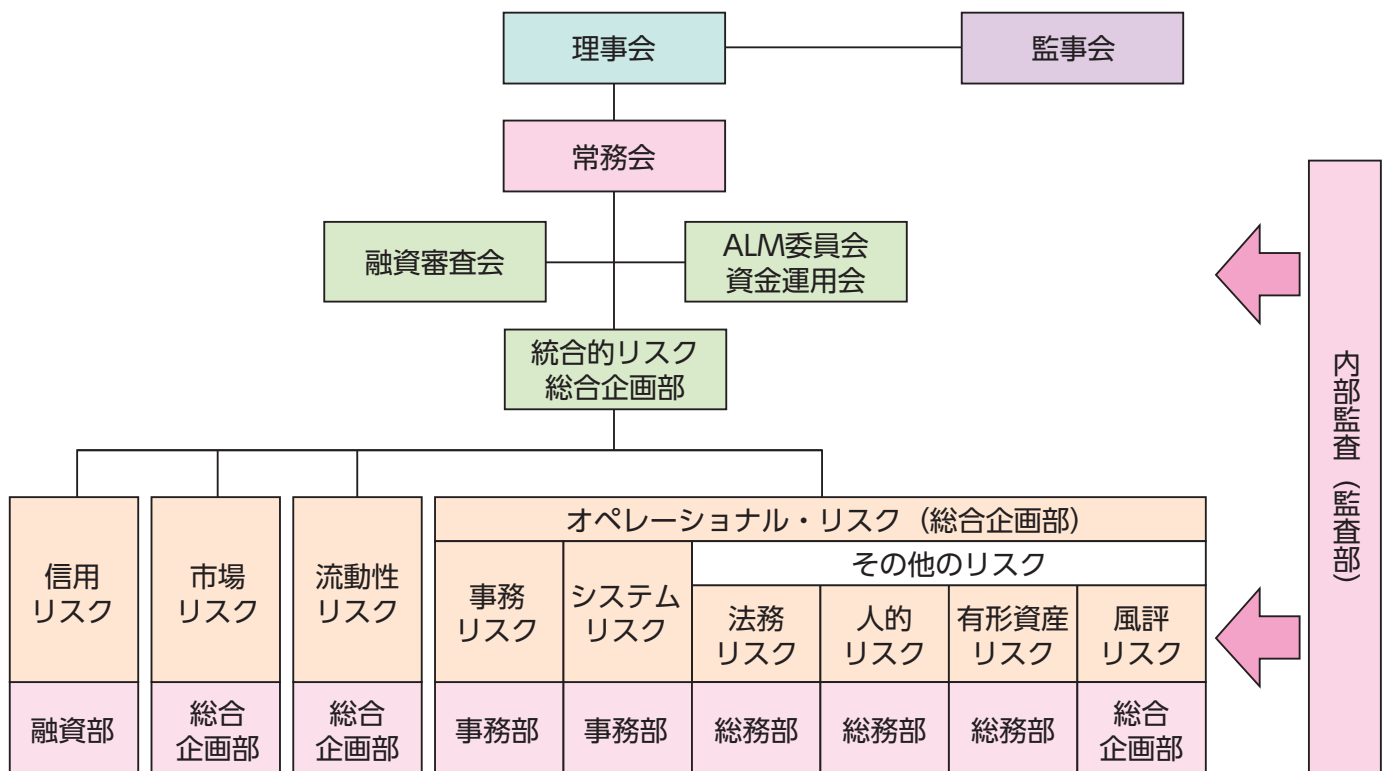 理事会
監事会
常務会
融資審査会
ALM委員会
資金運用会
統合的リスク
総合企画部
内部監査（監査部）
オペレーショナル・リスク（総合企画部）
その他のリスク
信用
リスク
市場
リスク
流動性
リスク
事務
リスク
システム
リスク
法務
リスク
人的
リスク
有形資産
リスク
風評
リスク
融資部
総合
企画部
総合
企画部
事務部
事務部
総務部
総務部
総務部
総合
企画部